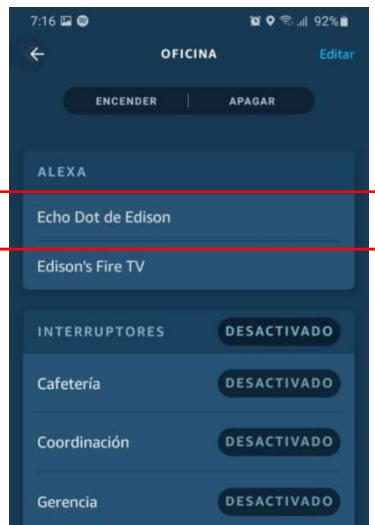 7:16 92%
OFICINA Editar
ENCENDER | APAGAR
ALEXA
Echo Dot de Edison
Edison's Fire TV
INTERRUPTORES DESACTIVADO
Cafetería DESACTIVADO
Coordinación DESACTIVADO
Gerencia DESACTIVADO